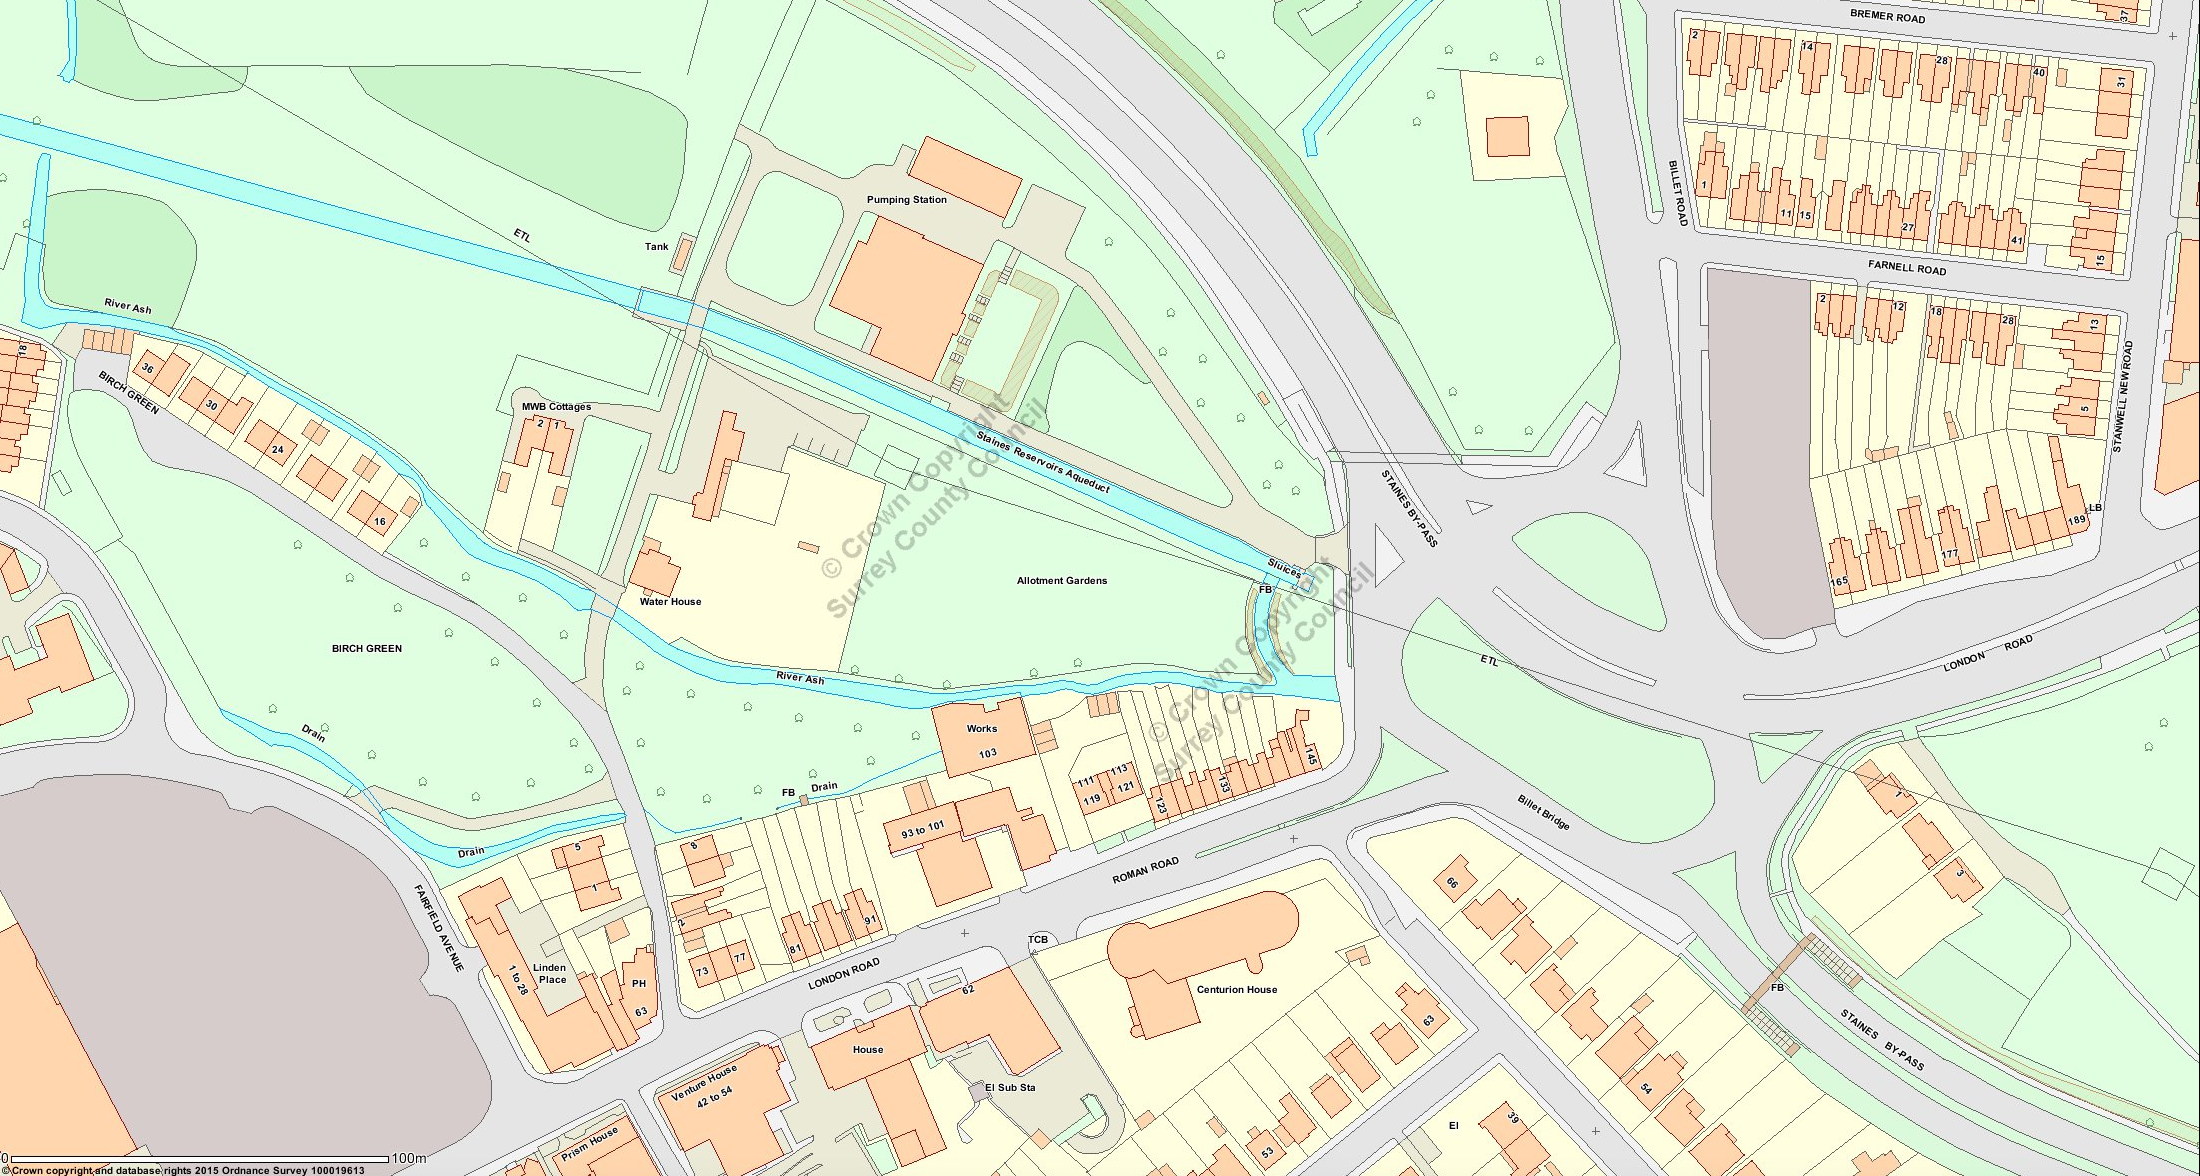 BREMER ROAD
37
2
14
28
40
31
BILLET ROAD
1
11
15
27
41
15
FARNELL ROAD
2
12
18
28
13
STANWELL NEW ROAD
5
LB
189
177
165
Pumping Station
Tank
ETL
River Ash
18
36
BIRCH GREEN
30
24
16
MWB Cottages
2
1
Staines Reservoirs Aqueduct
STAINES BY-PASS
© Crown Copyright
Surrey County Council
Allotment Gardens
Sluices
FB
Water House
BIRCH GREEN
River Ash
ETL
LONDON ROAD
© Crown Copyright
Surrey County Council
Drain
Works
103
111
113
119
121
123
133
145
FB
Drain
Billet Bridge
1
3
Drain
5
1
8
93 to 101
ROMAN ROAD
66
FAIRFIELD AVENUE
2
81
91
TCB
1 to 28
Linden
Place
PH
63
73
77
LONDON ROAD
62
Centurion House
FB
STAINES BY-PASS
63
House
El Sub Sta
Venture House
42 to 54
54
39
El
53
Prism House
0
100m
© Crown copyright and database rights 2015 Ordnance Survey 100019613